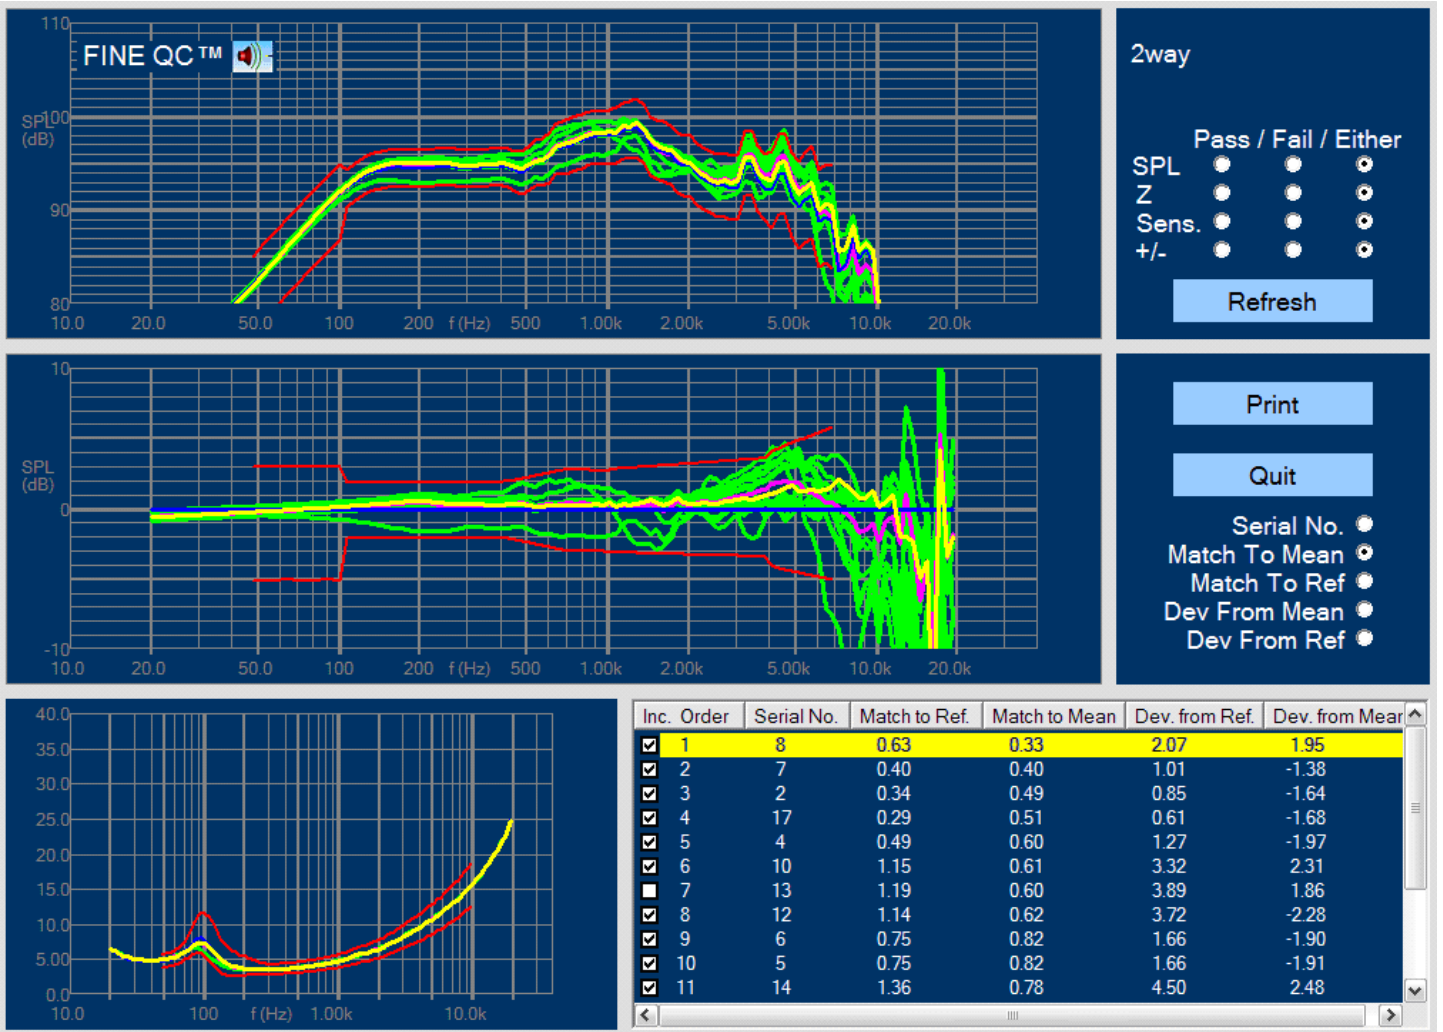 110
FINE QC™
SPL
(dB)
100
90
80
10.0 20.0 50.0 100 200 f (Hz) 500 1.00k 2.00k 5.00k 10.0k 20.0k
2way
Pass / Fail / Either
SPL
Z
Sens.
+/-
Refresh
10
SPL
(dB)
0
-10
10.0 20.0 50.0 100 200 f (Hz) 500 1.00k 2.00k 5.00k 10.0k 20.0k
Print
Quit
Serial No.
Match To Mean
Match To Ref
Dev From Mean
Dev From Ref
40.0
35.0
30.0
25.0
20.0
15.0
10.0
5.00
0.0
10.0 100 f (Hz) 1.00k 10.0k
Inc. Order Serial No. Match to Ref. Match to Mean Dev. from Ref. Dev. from Mear
1 8 0.63 0.33 2.07 1.95
2 7 0.40 0.40 1.01 -1.38
3 2 0.34 0.49 0.85 -1.64
4 17 0.29 0.51 0.61 -1.68
5 4 0.49 0.60 1.27 -1.97
6 10 1.15 0.61 3.32 2.31
7 13 1.19 0.60 3.89 1.86
8 12 1.14 0.62 3.72 -2.28
9 6 0.75 0.82 1.66 -1.90
10 5 0.75 0.82 1.66 -1.91
11 14 1.36 0.78 4.50 2.48